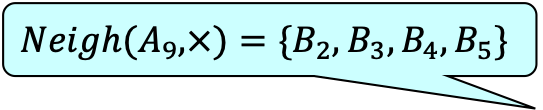 Neigh(A₉,×) = {B₂, B₃, B₄, B₅}